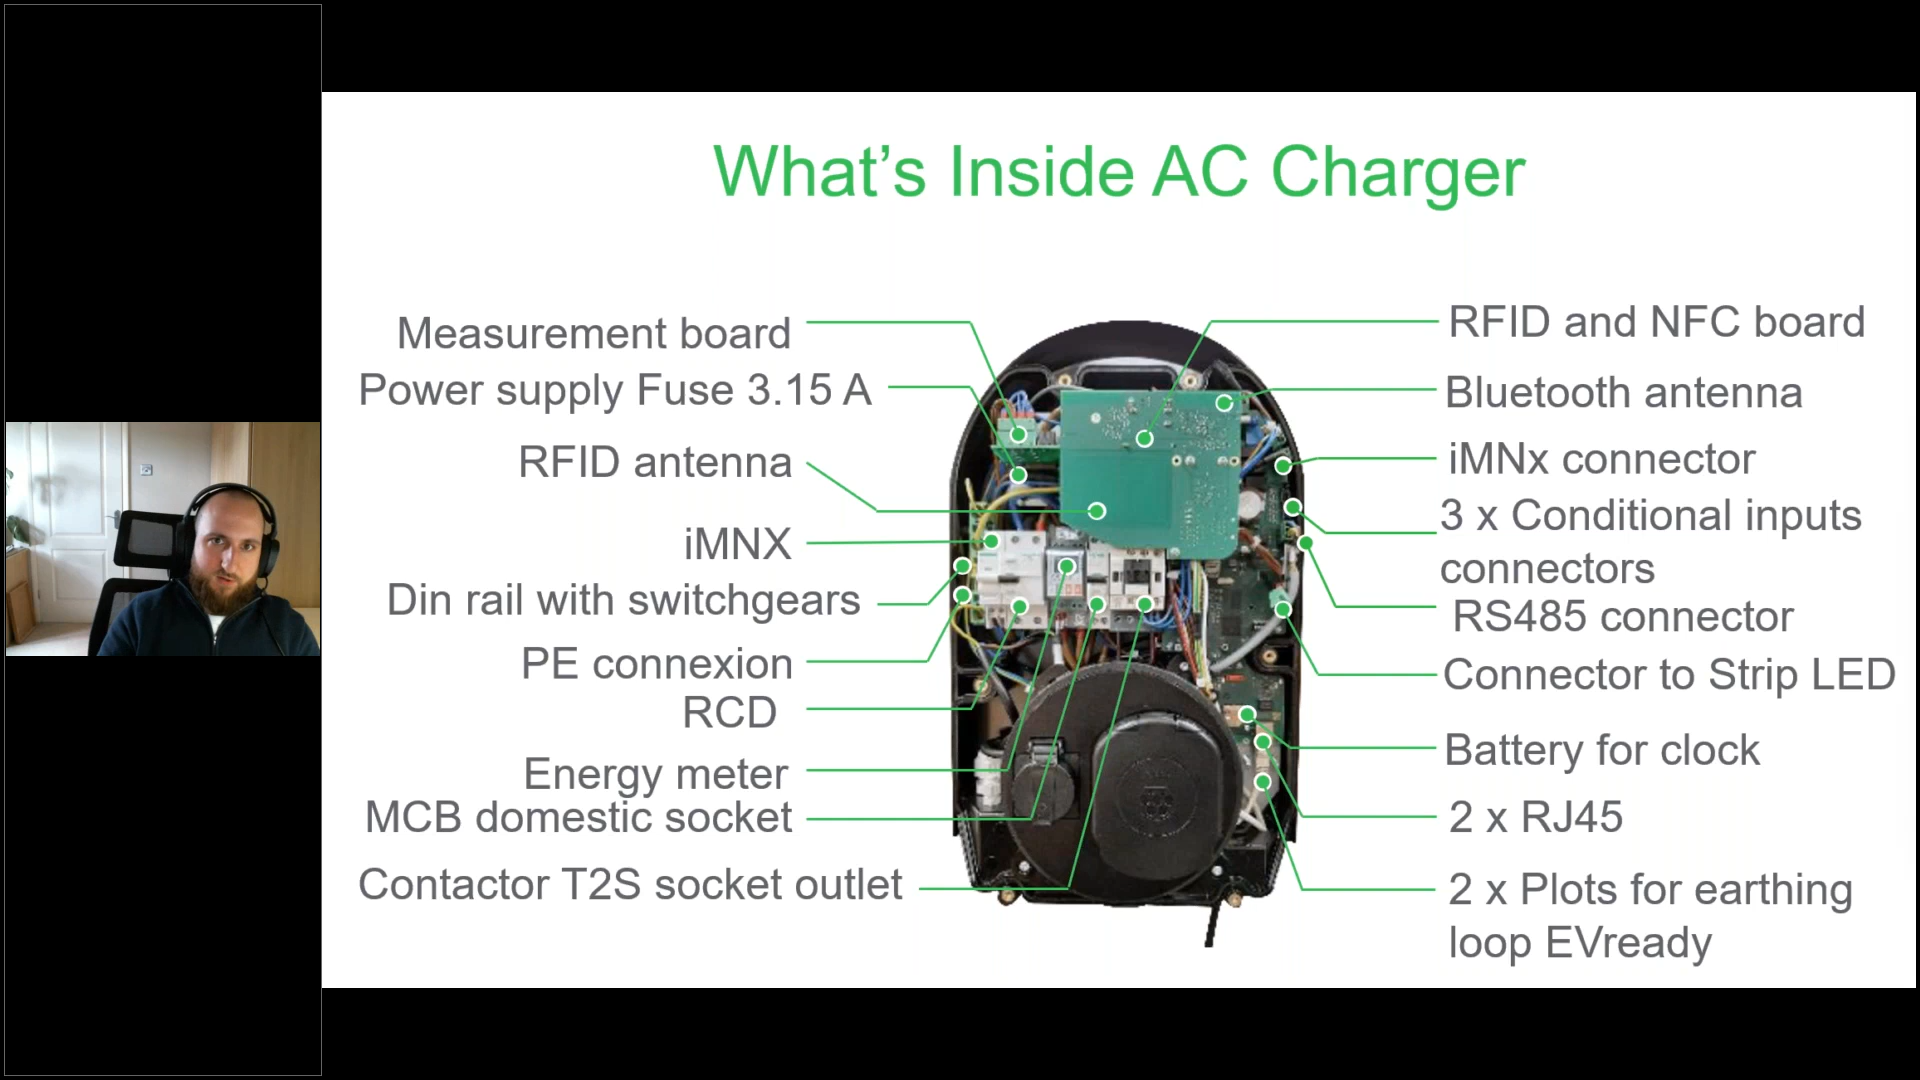 What’s Inside AC Charger
Measurement board
Power supply Fuse 3.15 A
RFID antenna
iMNX
Din rail with switchgears
PE connexion
RCD
Energy meter
MCB domestic socket
Contactor T2S socket outlet
RFID and NFC board
Bluetooth antenna
iMNx connector
3 x Conditional inputs
connectors
RS485 connector
Connector to Strip LED
Battery for clock
2 x RJ45
2 x Plots for earthing
loop EVready